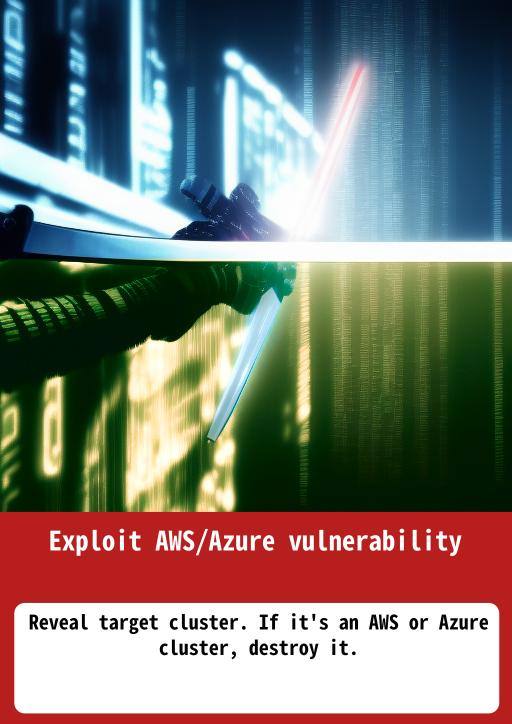 Exploit AWS/Azure vulnerability
Reveal target cluster. If it's an AWS or Azure
cluster, destroy it.